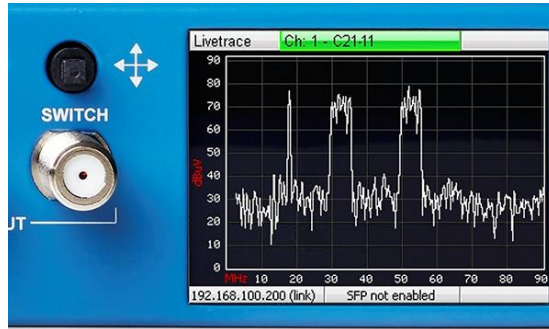 Livetrace Ch: 1 - C21-11
SWITCH
UT
90
80
70
60
50
40
30
20
10
0
dBuV
MHz 10 20 30 40 50 60 70 80 90
192.168.100.200 (link) SFP not enabled